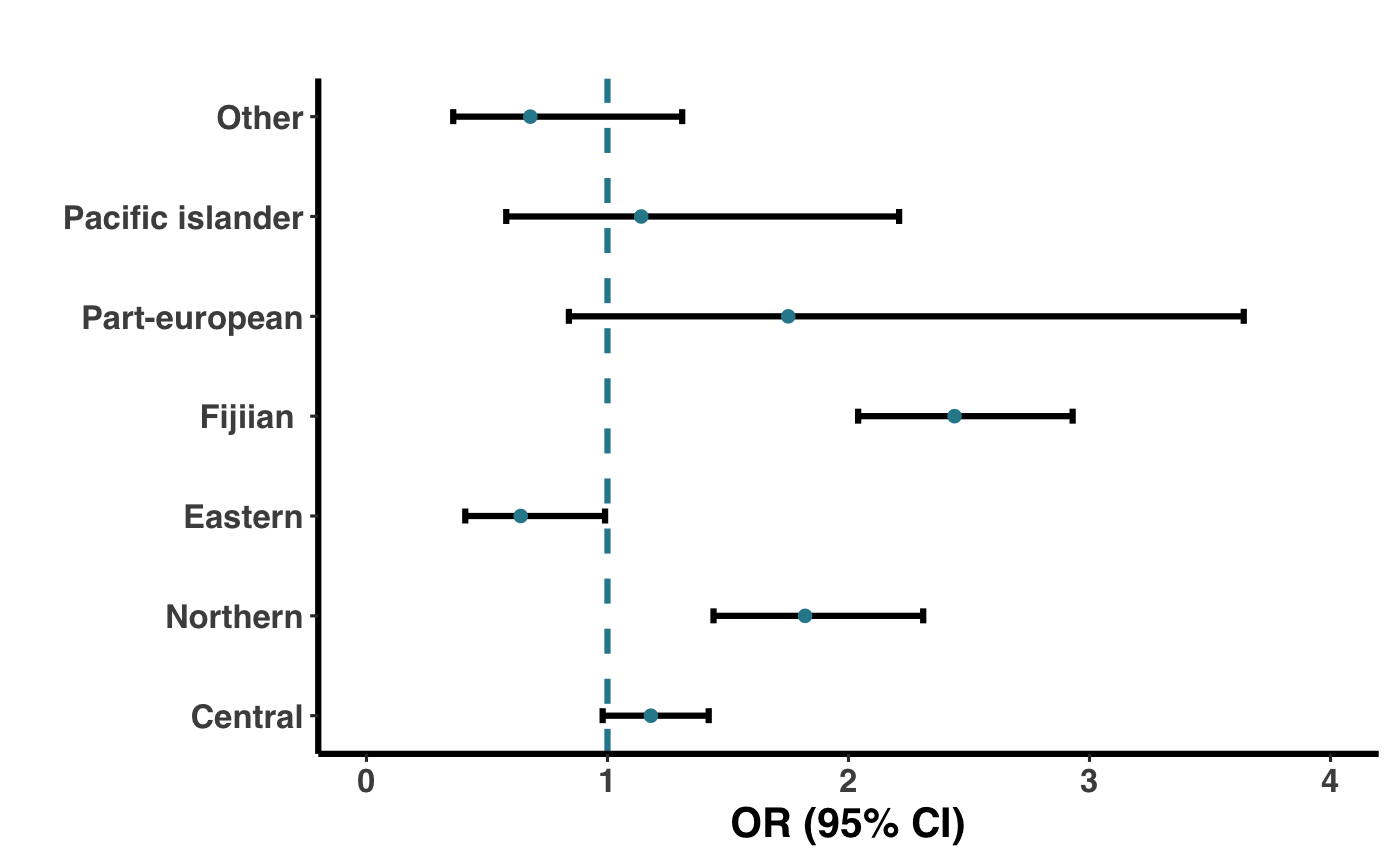 Other
Pacific islander
Part-european
Fijiian
Eastern
Northern
Central
0 1 2 3 4
OR (95% CI)